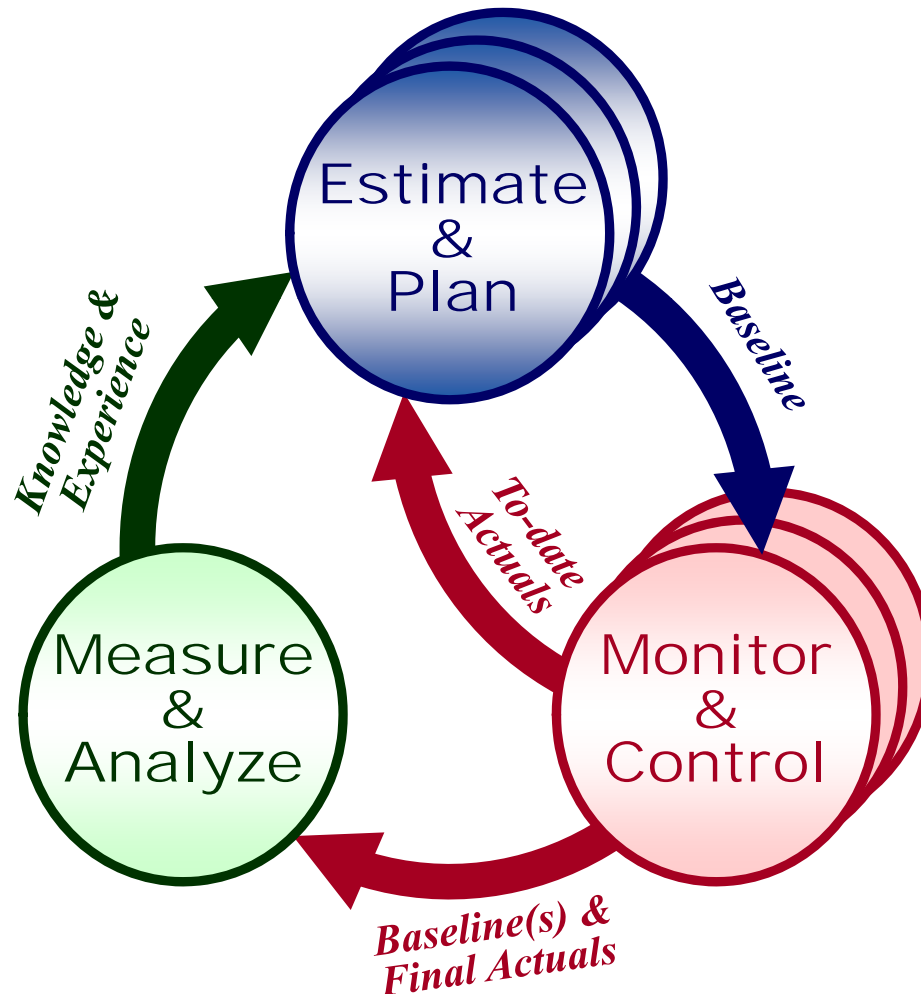 Estimate
&
Plan
Baseline
Knowledge &
Experience
To-date
Actuals
Measure
&
Analyze
Monitor
&
Control
Baseline(s) &
Final Actuals